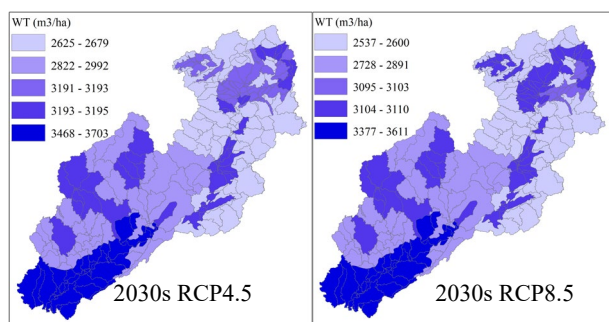 WT (m3/ha)
2625 - 2679
2822 - 2992
3191 - 3193
3193 - 3195
3468 - 3703
2030s RCP4.5
WT (m3/ha)
2537 - 2600
2728 - 2891
3095 - 3103
3104 - 3110
3377 - 3611
2030s RCP8.5